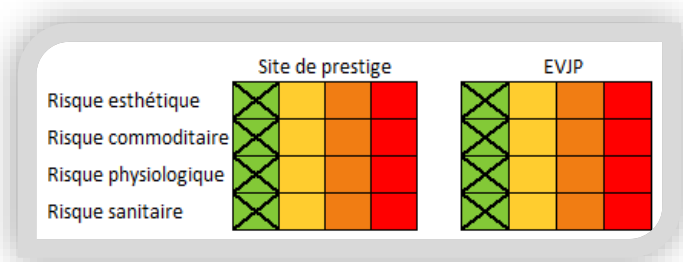 Site de prestige EVJP
Risque esthétique
Risque commoditaire
Risque physiologique
Risque sanitaire